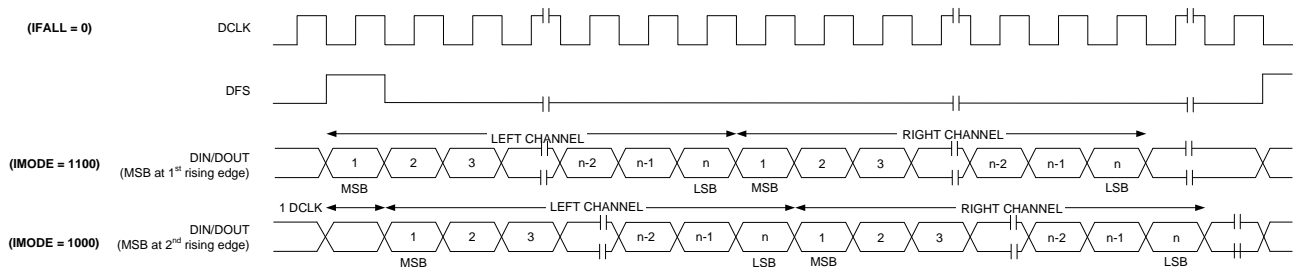 (IFALL = 0) DCLK
DFS
LEFT CHANNEL RIGHT CHANNEL
(IMODE = 1100) DIN/DOUT
(MSB at 1st rising edge)
1 2 3 n-2 n-1 n 1 2 3 n-2 n-1 n
MSB LSB MSB LSB
1 DCLK LEFT CHANNEL RIGHT CHANNEL
(IMODE = 1000) DIN/DOUT
(MSB at 2nd rising edge)
1 2 3 n-2 n-1 n 1 2 3 n-2 n-1 n
MSB LSB MSB LSB